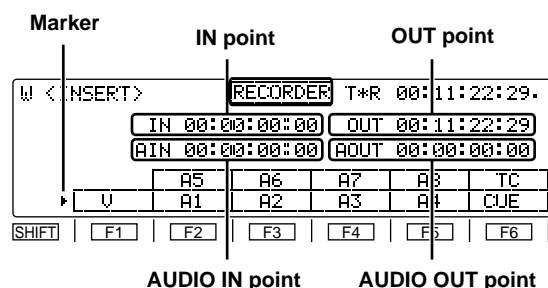 Marker
IN point
OUT point
W <INSERT> RECORDER T*R 00:11:22:29.
IN 00:00:00:00 OUT 00:11:22:29
AIN 00:00:00:00 AOUT 00:00:00:00
A5 A6 A7 A8 TC
V A1 A2 A3 A4 CUE
SHIFT F1 F2 F3 F4 F5 F6
AUDIO IN point
AUDIO OUT point